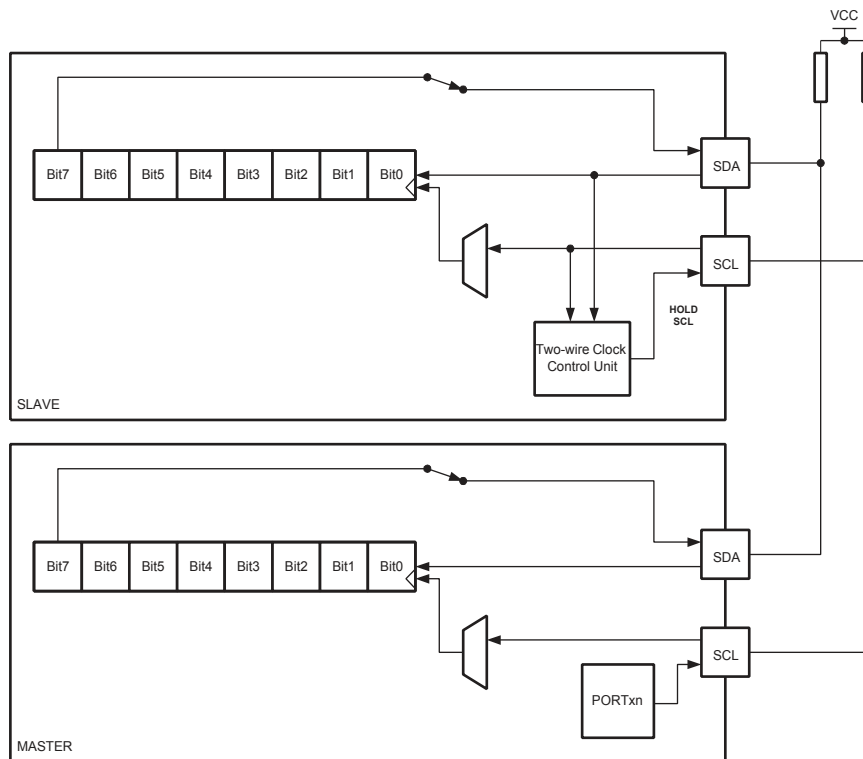 VCC
Bit7 Bit6 Bit5 Bit4 Bit3 Bit2 Bit1 Bit0
SDA
SCL
HOLD
SCL
Two-wire Clock
Control Unit
SLAVE
Bit7 Bit6 Bit5 Bit4 Bit3 Bit2 Bit1 Bit0
SDA
SCL
PORTxn
MASTER